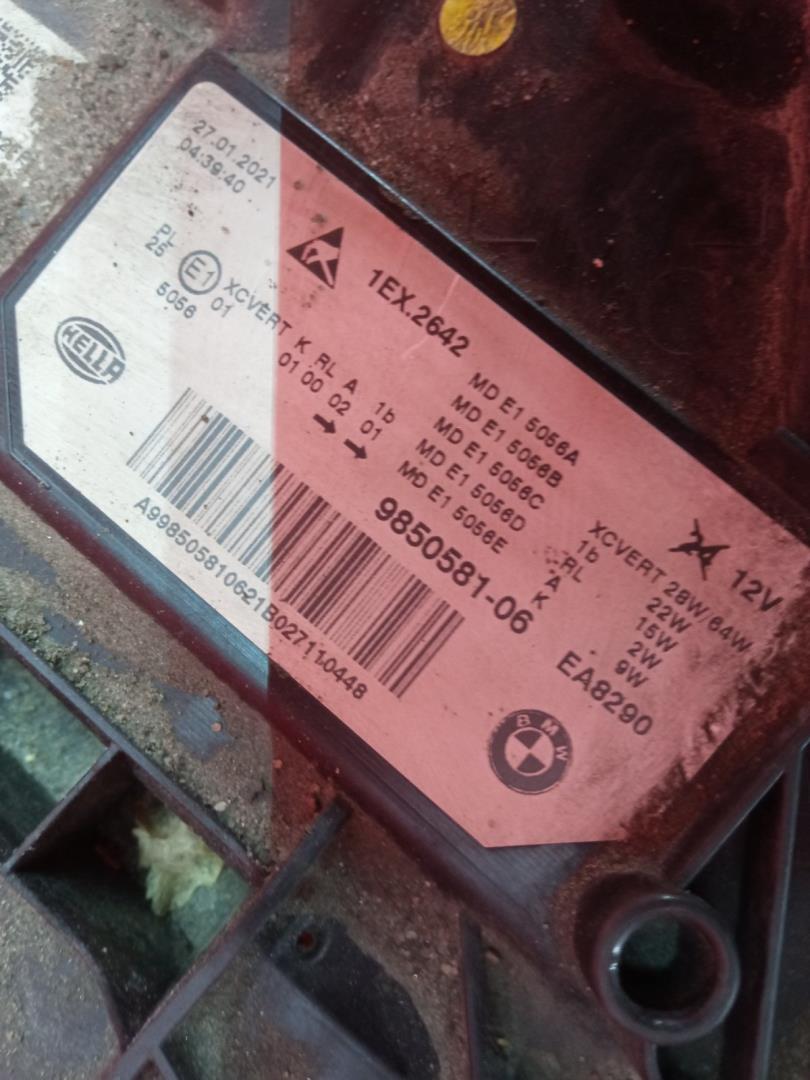 27.01.2021
04:39:40
1EX.2642
PL
25
E1
5056
01
HELLA
XCVERT K RL A 1b
01 00 02 01
MD E1 5056A
MD E1 5056B
MD E1 5056C
MD E1 5056D
MD E1 5056E
9850581-06
24 12V
XCVERT 28W/64W
1b 22W
RL 15W
A 2W
K 9W
EA8290
A998505810621B027110448
BMW